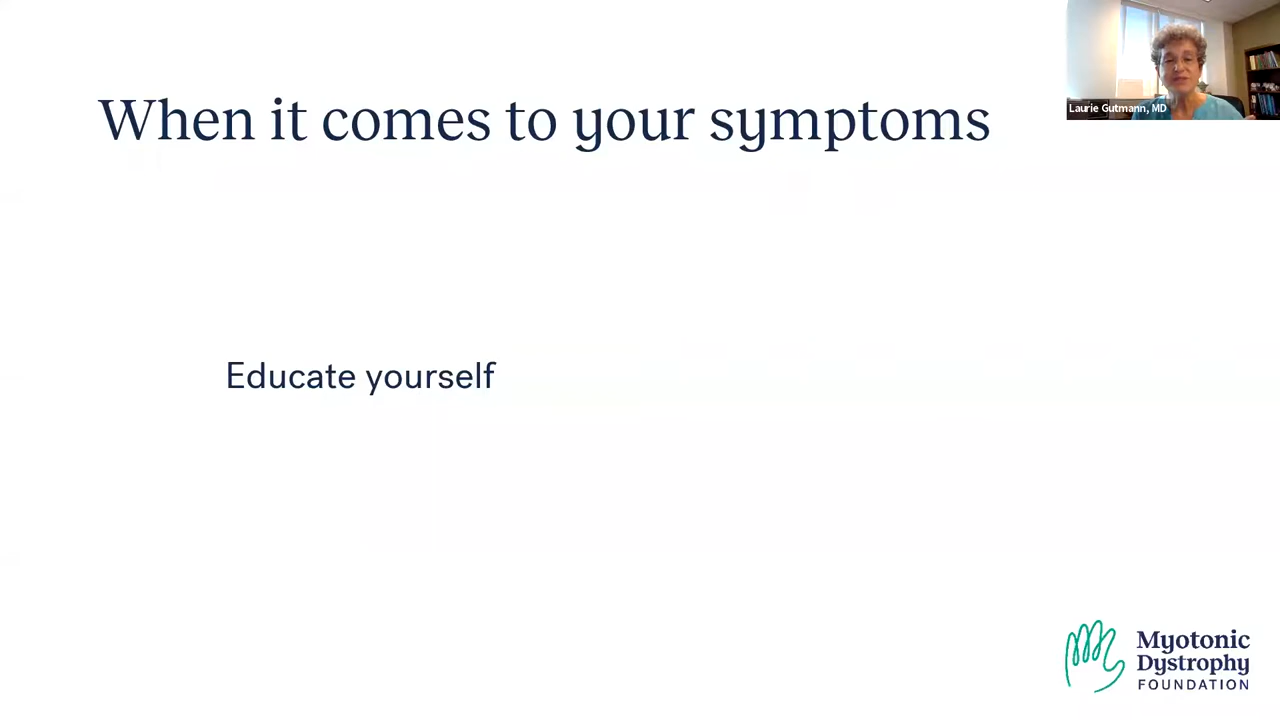 When it comes to your symptoms
Laurie Gutmann, MD
Educate yourself
Myotonic
Dystrophy
FOUNDATION